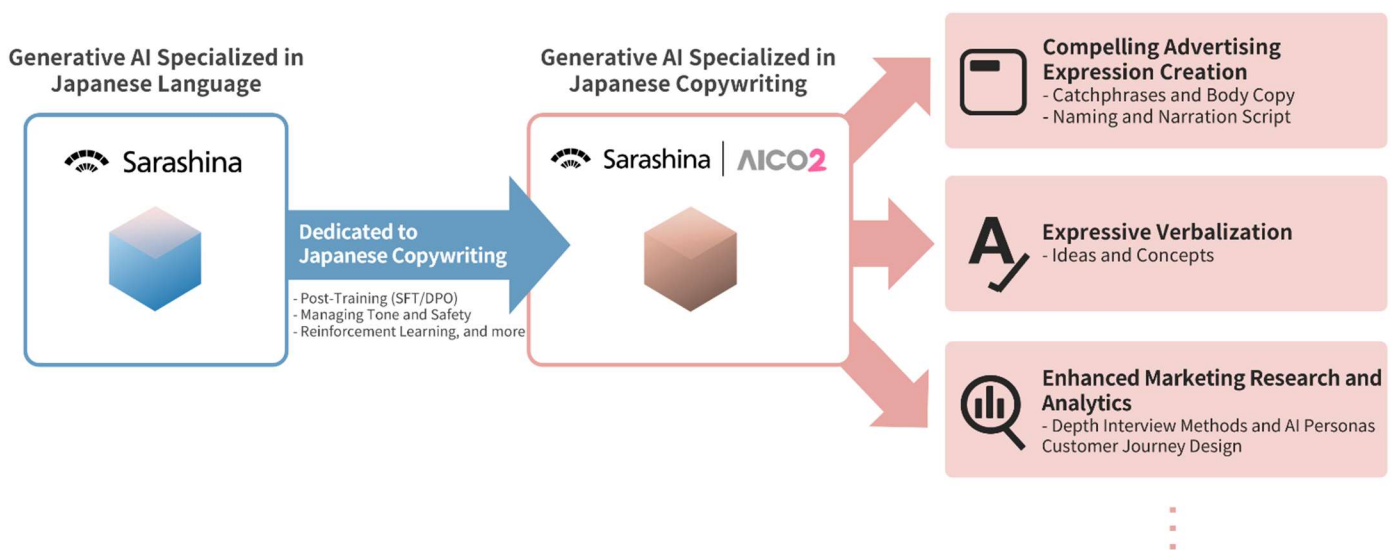 Generative AI Specialized in
Japanese Language
Sarashina
Dedicated to
Japanese Copywriting
- Post-Training (SFT/DPO)
- Managing Tone and Safety
- Reinforcement Learning, and more
Generative AI Specialized in
Japanese Copywriting
Sarashina | AICO2
Compelling Advertising
Expression Creation
- Catchphrases and Body Copy
- Naming and Narration Script
A
Expressive Verbalization
- Ideas and Concepts
Enhanced Marketing Research and
Analytics
- Depth Interview Methods and AI Personas
Customer Journey Design